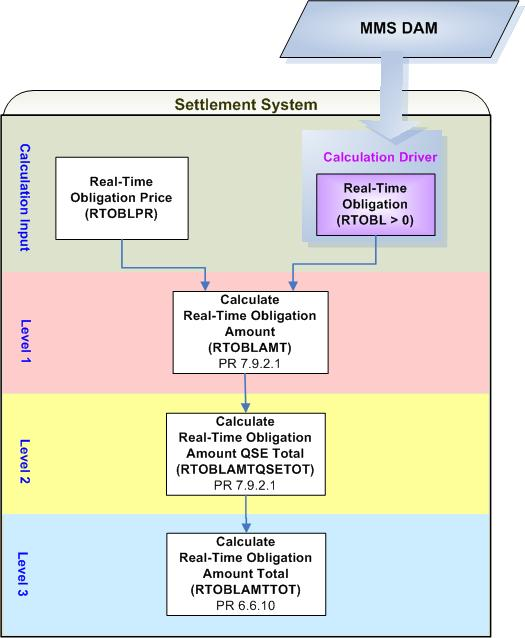 MMS DAM
Settlement System
Calculation Input
Real-Time
Obligation Price
(RTOBLPR)
Calculation Driver
Real-Time
Obligation
(RTOBL > 0)
Level 1
Calculate
Real-Time Obligation
Amount
(RTOBLAMT)
PR 7.9.2.1
Level 2
Calculate
Real-Time Obligation
Amount QSE Total
(RTOBLAMTQSETOT)
PR 7.9.2.1
Level 3
Calculate
Real-Time Obligation
Amount Total
(RTOBLAMTTOT)
PR 6.6.10